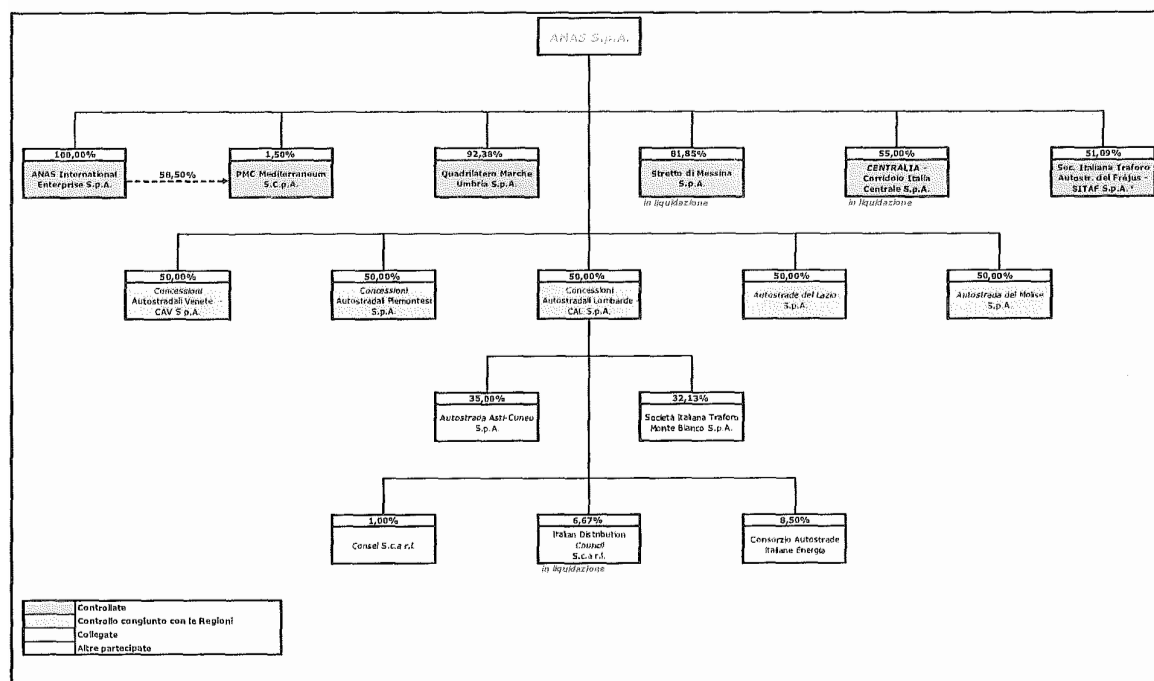 ANAS S.p.A.
100,00%
ANAS International
Enterprise S.p.A.
58,50%
1,50%
PMC Mediterraneum
S.C.p.A.
92,38%
Quadrilatero Marche
Umbria S.p.A.
81,85%
Stretto di Messina
S.p.A.
in liquidazione
55,00%
CENTRALIA -
Corridoio Italia
Centrale S.p.A.
in liquidazione
51,09%
Soc. Italiana Traforo
Autostr. del Fréjus -
SITAF S.p.A. *
50,00%
Concessioni
Autostradali Venete -
CAV S.p.A.
50,00%
Concessioni
Autostradali Piemontesi
S.p.A.
50,00%
Concessioni
Autostradali Lombarde -
CAL S.p.A.
50,00%
Autostrade del Lazio
S.p.A.
50,00%
Autostrada del Molise
S.p.A.
35,00%
Autostrada Asti-Cuneo
S.p.A.
32,13%
Società Italiana Traforo
Monte Bianco S.p.A.
1,00%
Consel S.c.a r.l.
6,67%
Italian Distribution
Council
S.c.a r.l.
in liquidazione
8,50%
Consorzio Autostrade
Italiane Energia
Controllate
Controllo congiunto con le Regioni
Collegate
Altre partecipate